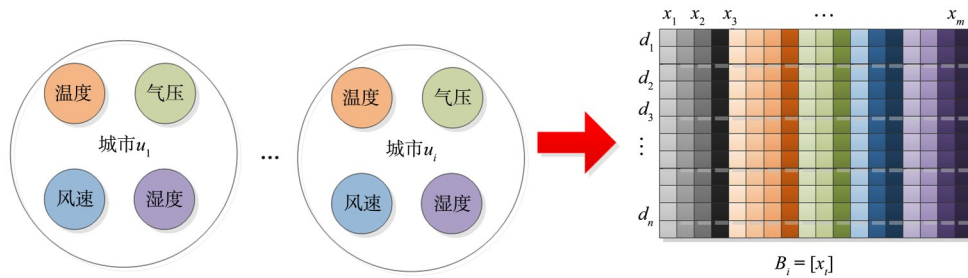 温度 气压
城市u₁
风速 湿度
...
温度 气压
城市uᵢ
风速 湿度
x₁ x₂ x₃ ... xₘ
d₁
d₂
d₃
⋮
dₙ
Bᵢ = [xₜ]